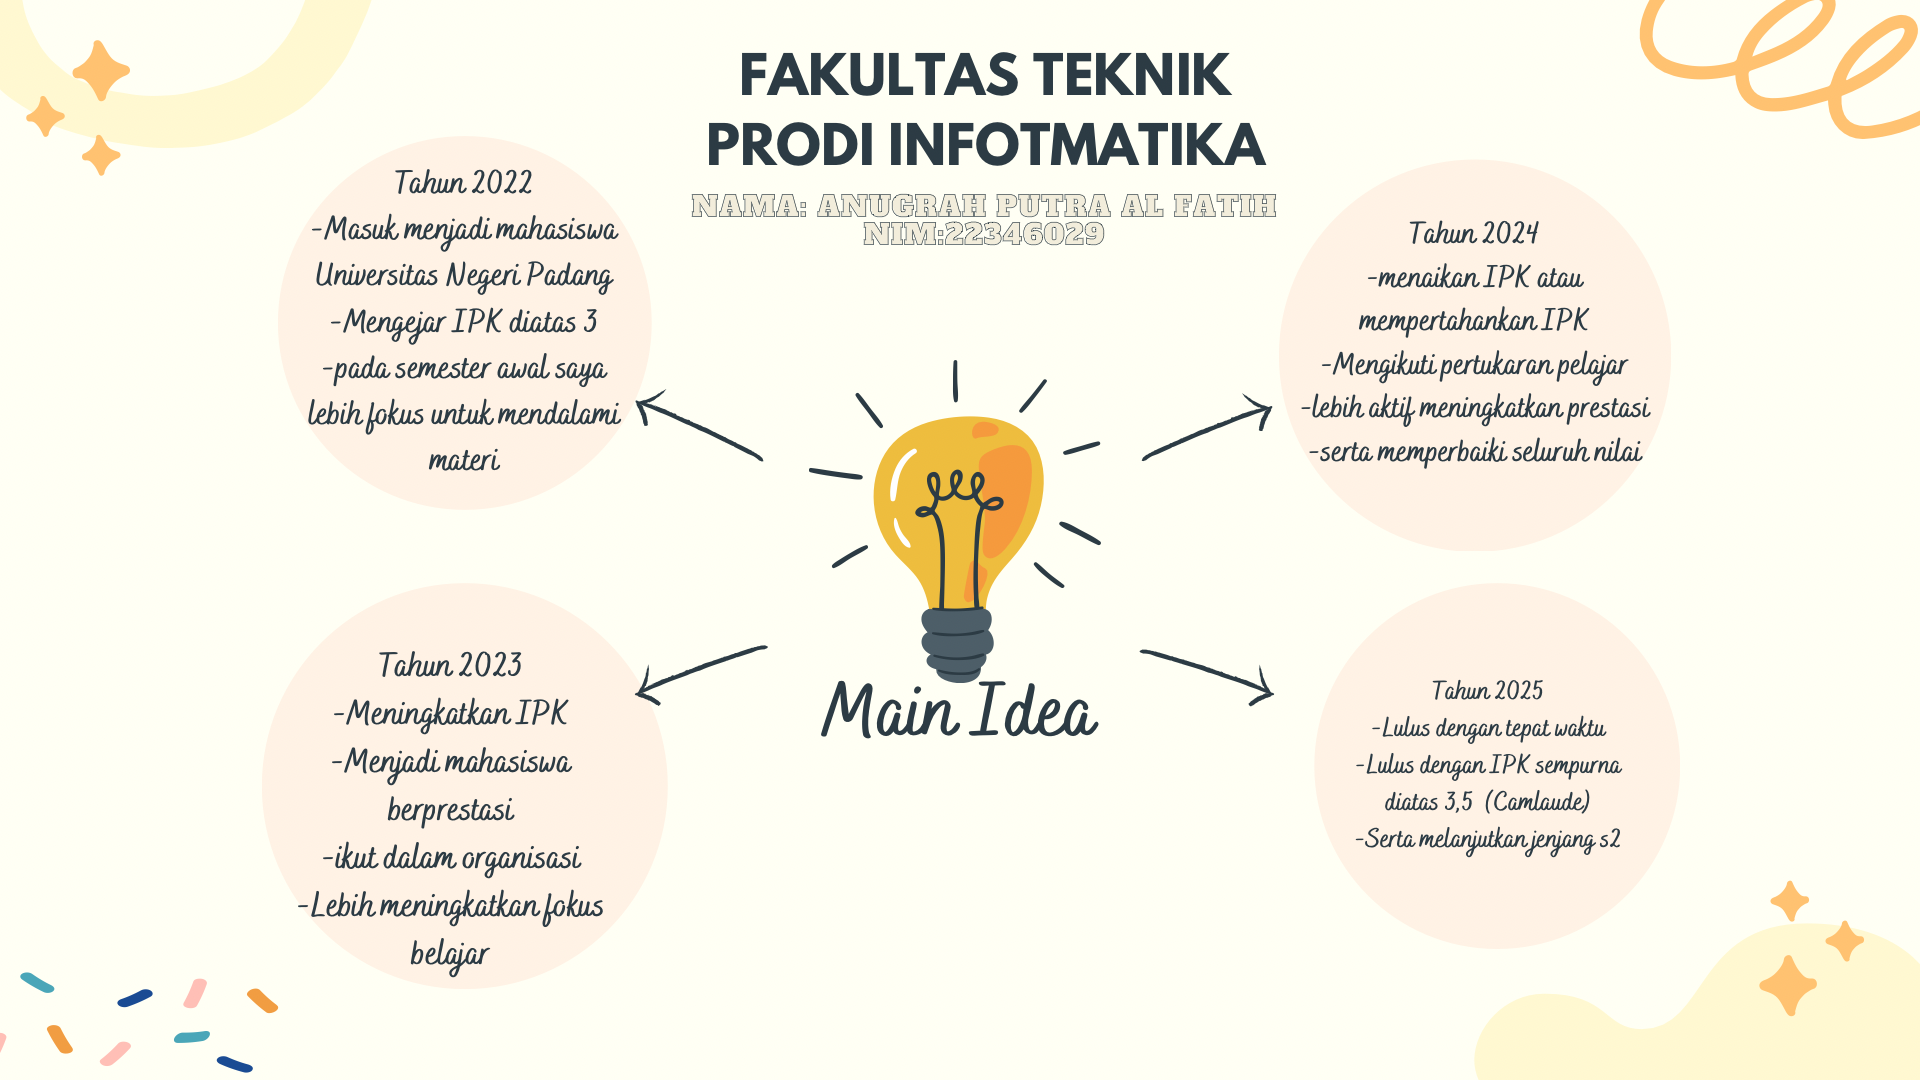 FAKULTAS TEKNIK
PRODI INFOTMATIKA
NAMA: ANUGRAH PUTRA AL FATIH
NIM:22346029
Tahun 2022
-Masuk menjadi mahasiswa
Universitas Negeri Padang
-Mengejar IPK diatas 3
-pada semester awal saya
lebih fokus untuk mendalami
materi
Tahun 2023
-Meningkatkan IPK
-Menjadi mahasiswa
berprestasi
-ikut dalam organisasi
-Lebih meningkatkan fokus
belajar
Main Idea
Tahun 2024
-menaikan IPK atau
mempertahankan IPK
-Mengikuti pertukaran pelajar
-lebih aktif meningkatkan prestasi
-serta memperbaiki seluruh nilai
Tahun 2025
-Lulus dengan tepat waktu
-Lulus dengan IPK sempurna
diatas 3,5 (Camlaude)
-Serta melanjutkan jenjang s2